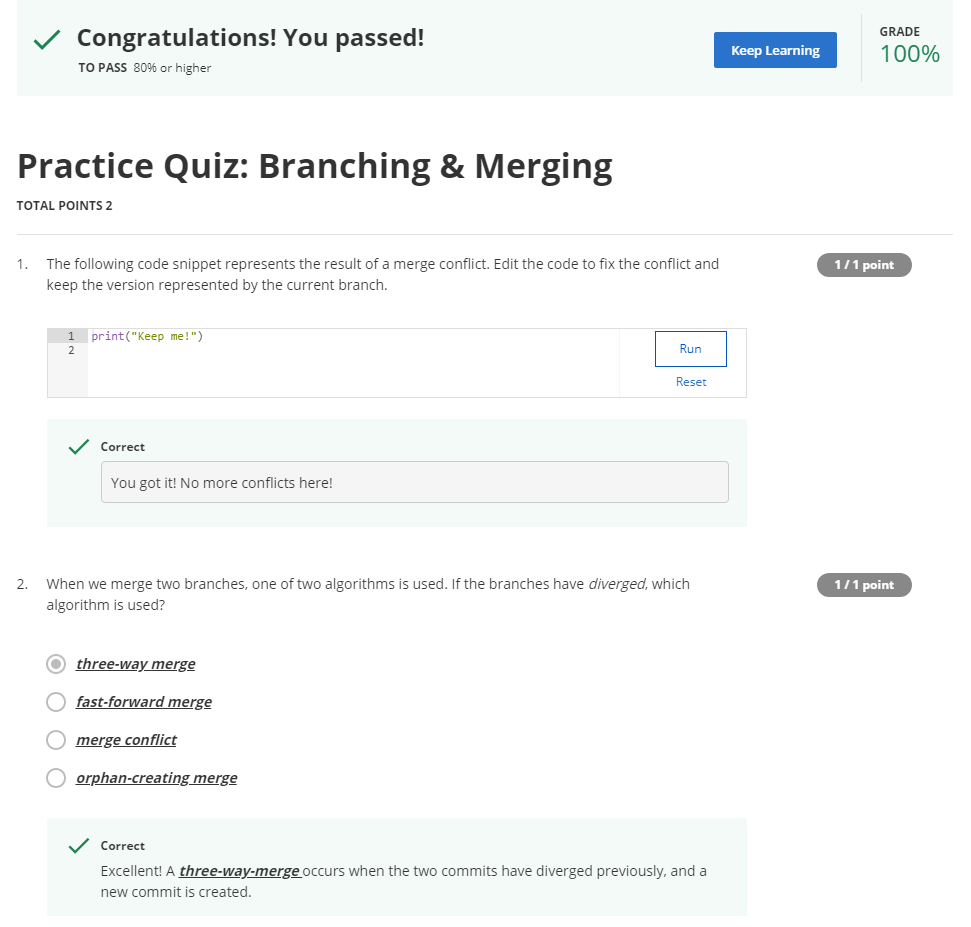 Congratulations! You passed!
TO PASS 80% or higher
Keep Learning
GRADE
100%
Practice Quiz: Branching & Merging
TOTAL POINTS 2
1. The following code snippet represents the result of a merge conflict. Edit the code to fix the conflict and
keep the version represented by the current branch.
1 / 1 point
1 print("Keep me!")
2
Run
Reset
Correct
You got it! No more conflicts here!
2. When we merge two branches, one of two algorithms is used. If the branches have diverged, which
algorithm is used?
1 / 1 point
three-way merge
fast-forward merge
merge conflict
orphan-creating merge
Correct
Excellent! A three-way-merge occurs when the two commits have diverged previously, and a
new commit is created.